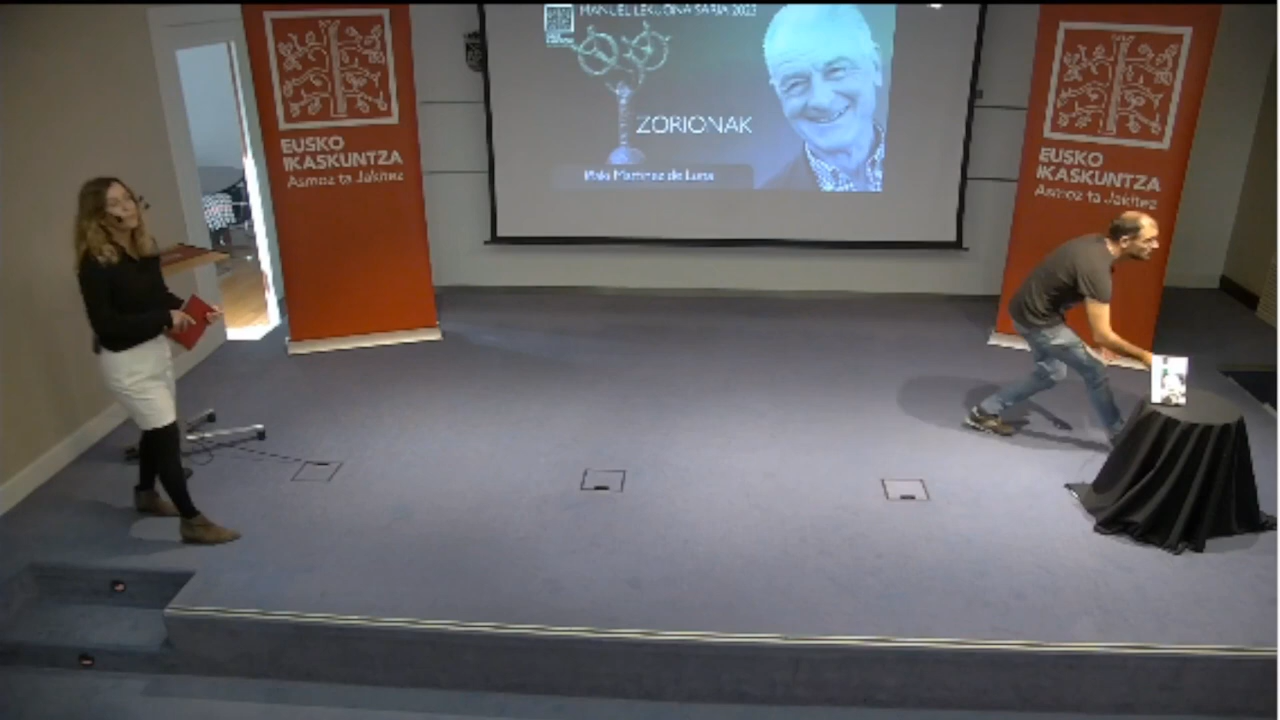 MANUEL LEKUONA SARIA 2023
ZORIONAK
Iñaki Martinez de Luna
EUSKO
IKASKUNTZA
Asmoz ta Jakitez
EUSKO
IKASKUNTZA
Asmoz ta Jakitez